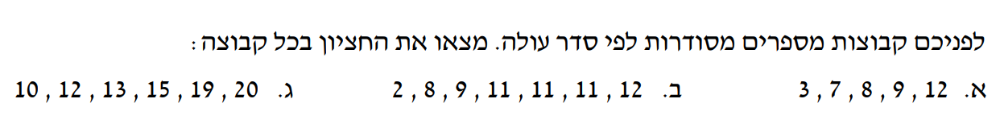 לפניכם קבוצות מספרים מסודרות לפי סדר עולה. מצאו את החציון בכל קבוצה:
א. 3 , 7 , 8 , 9 , 12 ב. 2 , 8 , 9 , 11 , 11 , 11 , 12 ג. 10 , 12 , 13 , 15 , 19 , 20